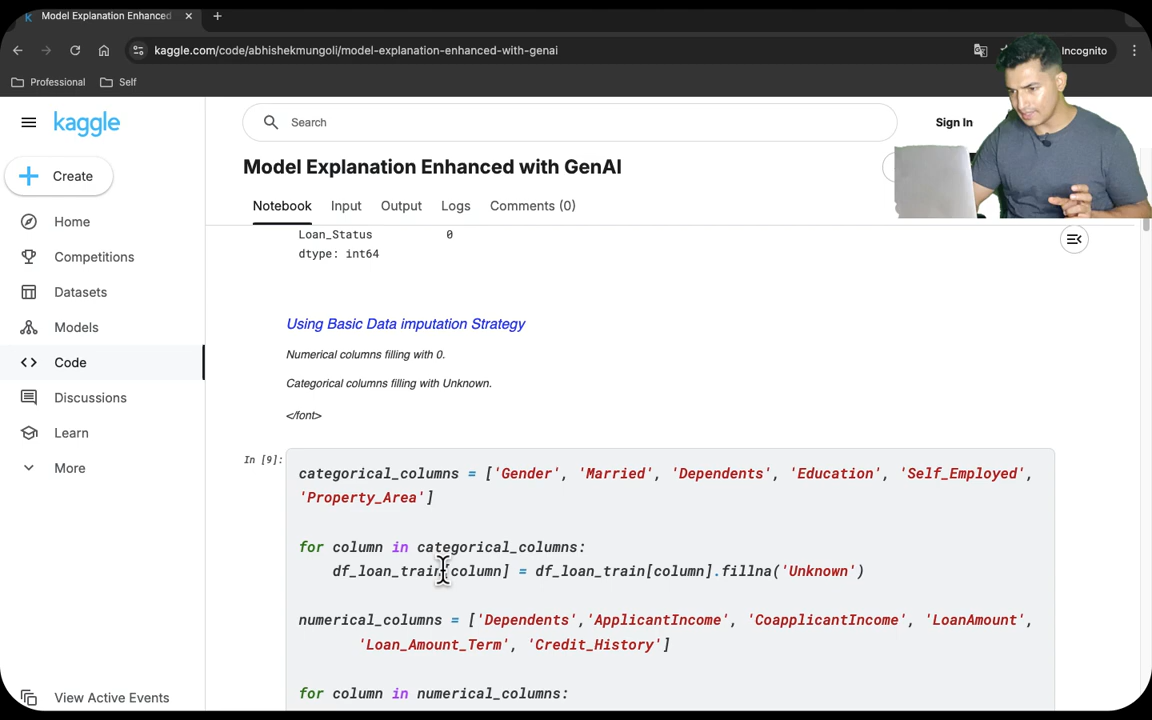 Model Explanation Enhanced
kaggle.com/code/abhishekmungoli/model-explanation-enhanced-with-genai
Incognito
Professional
Self
kaggle
Search
Sign In
Create
Model Explanation Enhanced with GenAI
Home
Notebook
Input
Output
Logs
Comments (0)
Loan_Status 0
dtype: int64
Competitions
Datasets
Models
Code
Discussions
Learn
More
View Active Events
Using Basic Data imputation Strategy
Numerical columns filling with 0.
Categorical columns filling with Unknown.
</font>
In [9]:
categorical_columns = ['Gender', 'Married', 'Dependents', 'Education', 'Self_Employed',
'Property_Area']
for column in categorical_columns:
df_loan_train[column] = df_loan_train[column].fillna('Unknown')
numerical_columns = ['Dependents','ApplicantIncome', 'CoapplicantIncome', 'LoanAmount',
'Loan_Amount_Term', 'Credit_History']
for column in numerical_columns: